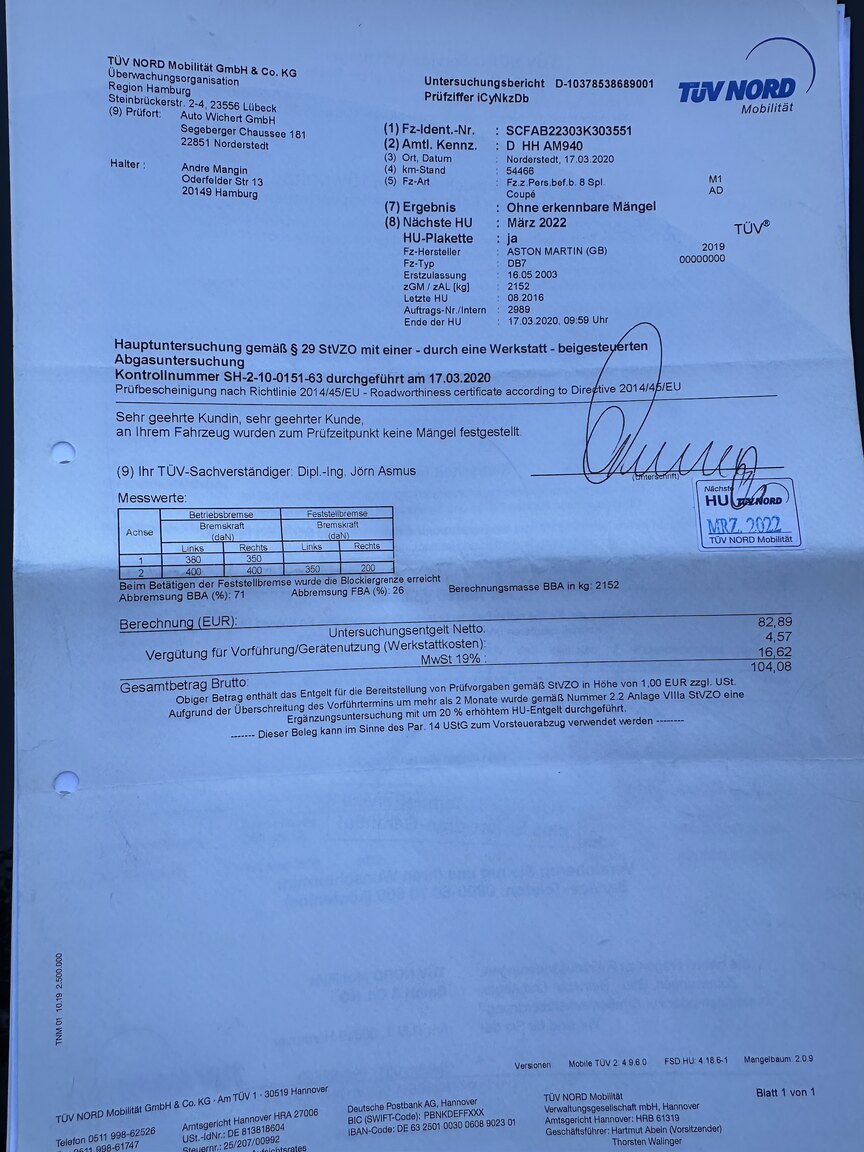 TÜV NORD Mobilität GmbH & Co. KG
Überwachungsorganisation
Region Hamburg
Steinbrückerstr. 2-4, 23556 Lübeck
(9) Prüfort: Auto Wichert GmbH
Segeberger Chaussee 181
22851 Norderstedt
Halter : Andre Mangin
Oderfelder Str 13
20149 Hamburg
Untersuchungsbericht D-10378538689001
Prüfziffer iCyNkzDb
TÜV NORD
Mobilität
(1) Fz-Ident.-Nr. : SCFAB22303K303551
(2) Amtl. Kennz. : D HH AM940
(3) Ort, Datum : Norderstedt, 17.03.2020
(4) km-Stand : 54466
(5) Fz-Art : Fz.z.Pers.bef.b. 8 Spl. M1
Coupé AD
(7) Ergebnis : Ohne erkennbare Mängel
(8) Nächste HU : März 2022
TÜV®
HU-Plakette : ja
Fz-Hersteller : ASTON MARTIN (GB) 2019
Fz-Typ : DB7 00000000
Erstzulassung : 16.05.2003
zGM / zAL [kg] : 2152
Letzte HU : 08.2016
Auftrags-Nr./Intern : 2989
Ende der HU : 17.03.2020, 09:59 Uhr
Hauptuntersuchung gemäß § 29 StVZO mit einer - durch eine Werkstatt - beigesteuerten
Abgasuntersuchung
Kontrollnummer SH-2-10-0151-63 durchgeführt am 17.03.2020
Prüfbescheinigung nach Richtlinie 2014/45/EU - Roadworthiness certificate according to Directive 2014/45/EU
Sehr geehrte Kundin, sehr geehrter Kunde,
an Ihrem Fahrzeug wurden zum Prüfzeitpunkt keine Mängel festgestellt.
(9) Ihr TÜV-Sachverständiger: Dipl.-Ing. Jörn Asmus
(Unterschrift)
Nächste
HU TÜV NORD
MRZ. 2022
TÜV NORD Mobilität
Messwerte:
Achse Betriebsbremse Feststellbremse
Bremskraft Bremskraft
(daN) (daN)
Links Rechts Links Rechts
1 380 350
2 400 400 350 200
Beim Betätigen der Feststellbremse wurde die Blockiergrenze erreicht
Abbremsung BBA (%): 71 Abbremsung FBA (%): 26 Berechnungsmasse BBA in kg: 2152
Berechnung (EUR):
Untersuchungsentgelt Netto. 82,89
Vergütung für Vorführung/Gerätenutzung (Werkstattkosten): 4,57
MwSt 19% : 16,62
Gesamtbetrag Brutto: 104,08
Obiger Betrag enthält das Entgelt für die Bereitstellung von Prüfvorgaben gemäß StVZO in Höhe von 1,00 EUR zzgl. USt.
Aufgrund der Überschreitung des Vorführtermins um mehr als 2 Monate wurde gemäß Nummer 2.2 Anlage VIIIa StVZO eine
Ergänzungsuntersuchung mit um 20 % erhöhtem HU-Entgelt durchgeführt.
------- Dieser Beleg kann im Sinne des Par. 14 UStG zum Vorsteuerabzug verwendet werden --------
TNM 01 10.19 2.500.000
Versionen Mobile TÜV 2: 4.9.6.0 FSD.HU: 4.18.6-1 Mangelbaum: 2.0.9
Blatt 1 von 1
TÜV NORD Mobilität GmbH & Co. KG · Am TÜV 1 · 30519 Hannover
Telefon 0511 998-62526
0511 998-61747
Amtsgericht Hannover HRA 27006
USt.-IdNr.: DE 813818604
Steuernr.: 25/207/00992
Deutsche Postbank AG, Hannover
BIC (SWIFT-Code): PBNKDEFFXXX
IBAN-Code: DE 63 2501 0030 0608 9023 01
TÜV NORD Mobilität
Verwaltungsgesellschaft mbH, Hannover
Amtsgericht Hannover: HRB 61319
Geschäftsführer: Hartmut Abeln (Vorsitzender)
Thorsten Walinger